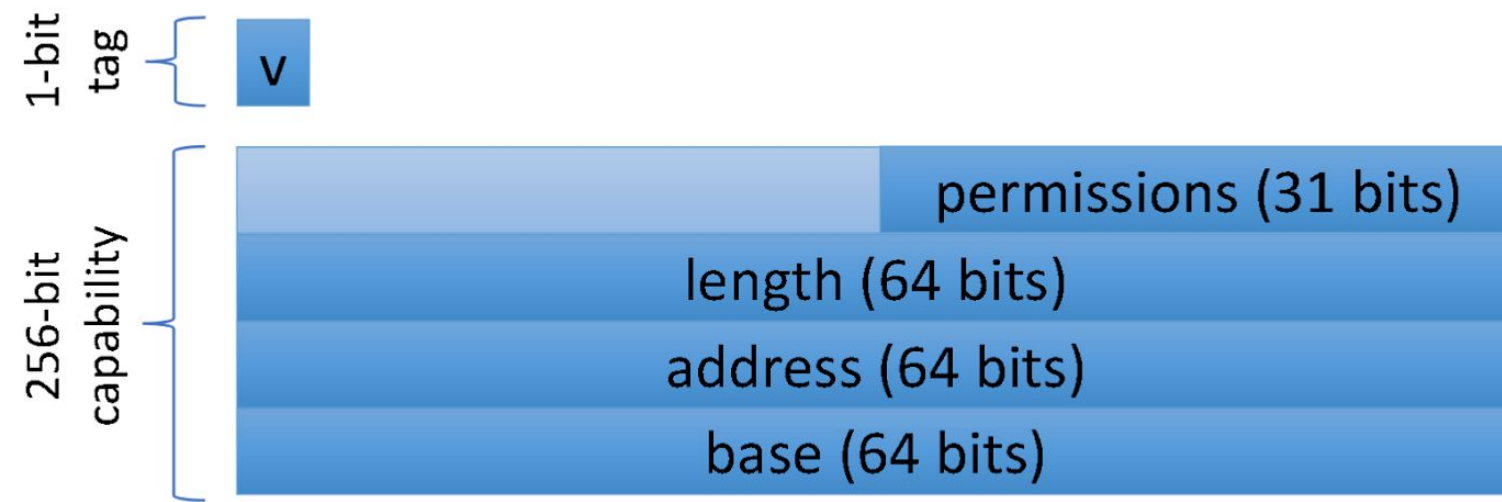 1-bit
tag
v
256-bit
capability
permissions (31 bits)
length (64 bits)
address (64 bits)
base (64 bits)